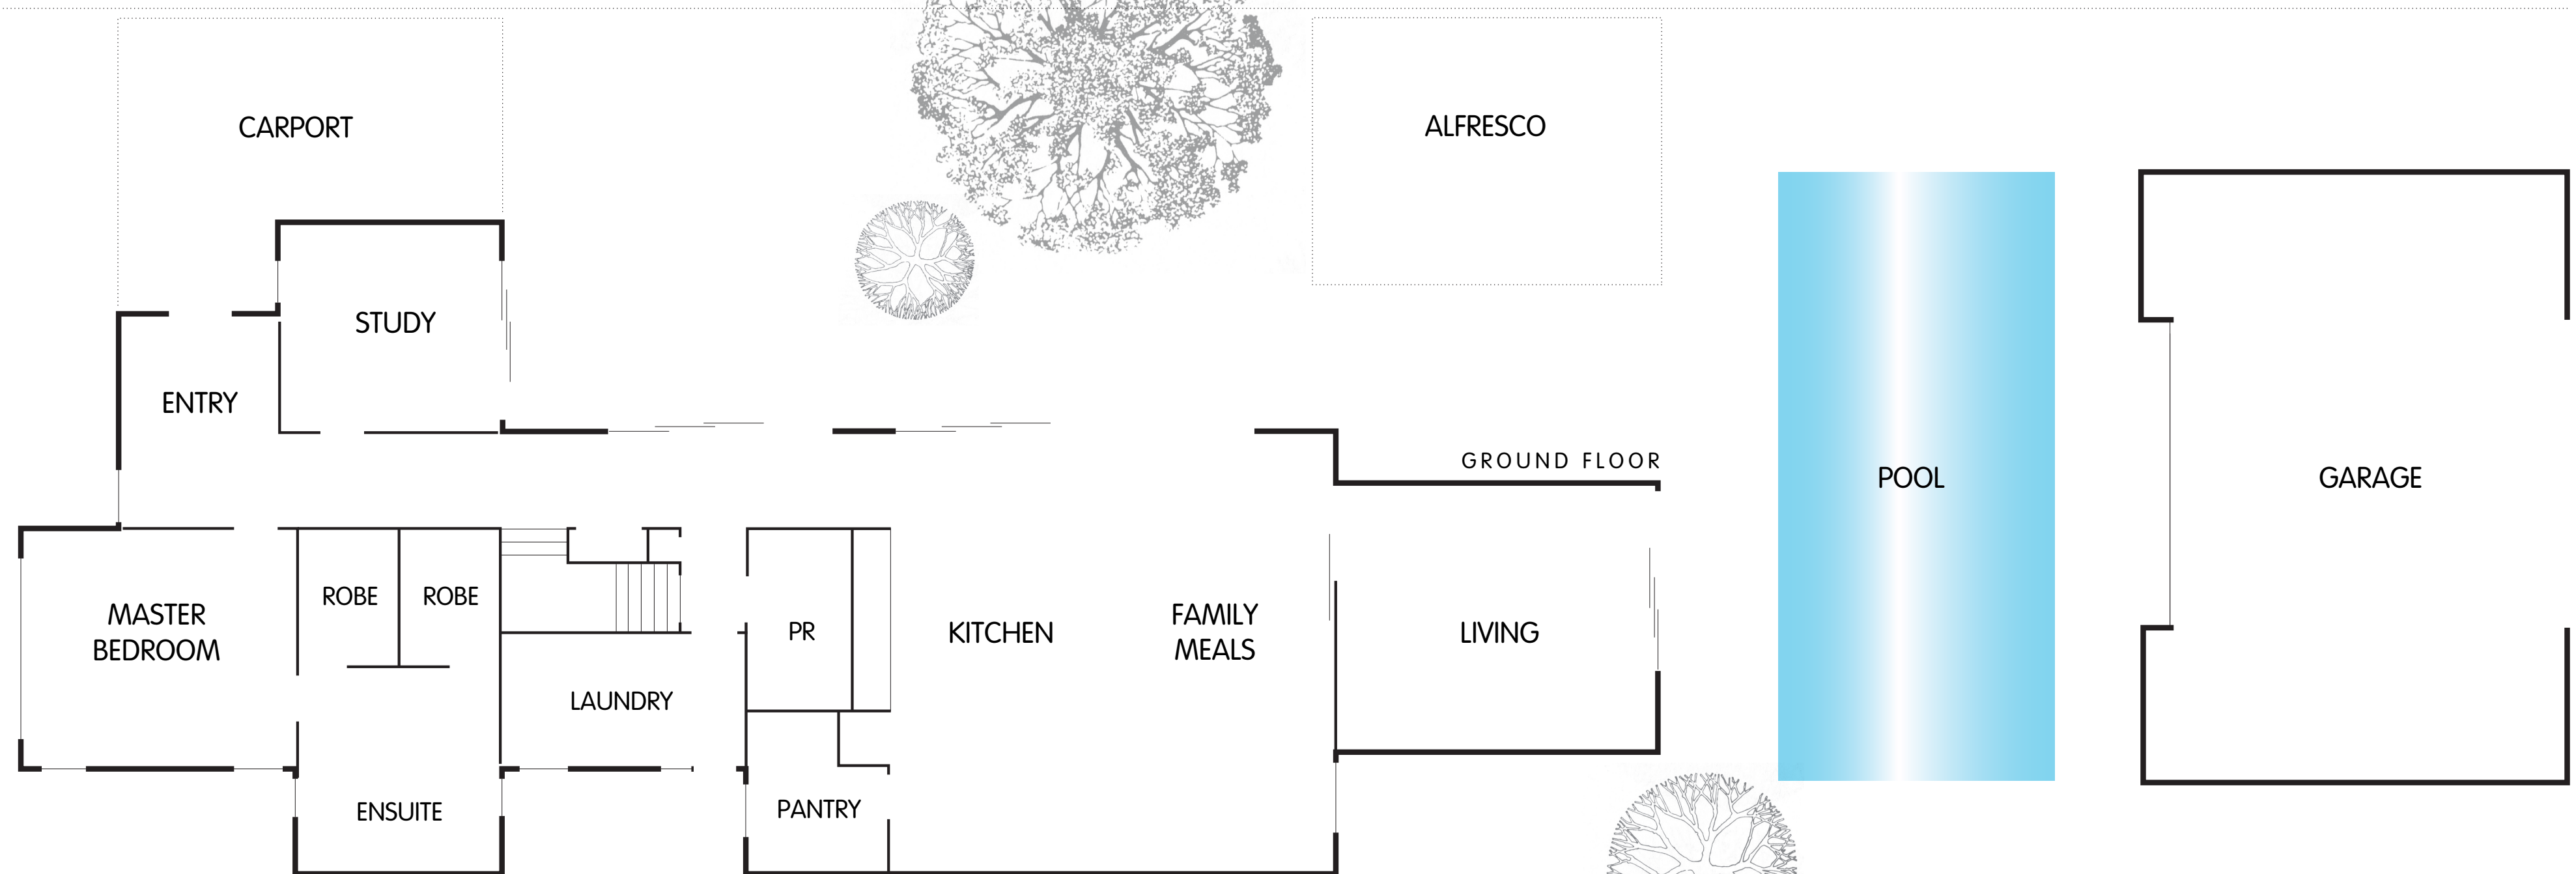 CARPORT
ALFRESCO
STUDY
ENTRY
GROUND FLOOR
POOL
GARAGE
MASTER
BEDROOM
ROBE
ROBE
PR
KITCHEN
FAMILY
MEALS
LIVING
LAUNDRY
ENSUITE
PANTRY